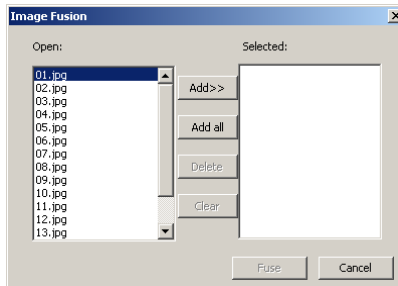 Image Fusion
Open:
Selected:
01.jpg
02.jpg
03.jpg
04.jpg
05.jpg
06.jpg
07.jpg
08.jpg
09.jpg
10.jpg
11.jpg
12.jpg
13.jpg
Add>>
Add all
Delete
Clear
Fuse
Cancel